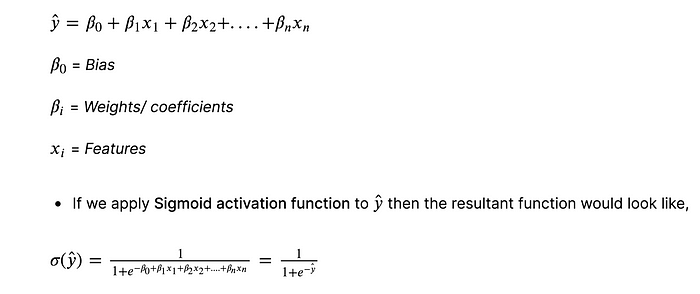 ŷ = β₀ + β₁x₁ + β₂x₂+....+βₙxₙ
β₀ = Bias
βᵢ = Weights/ coefficients
xᵢ = Features
• If we apply Sigmoid activation function to ŷ then the resultant function would look like,
σ(ŷ) = 1/(1+e^(−β₀+β₁x₁+β₂x₂+....+βₙxₙ)) = 1/(1+e^(−ŷ))